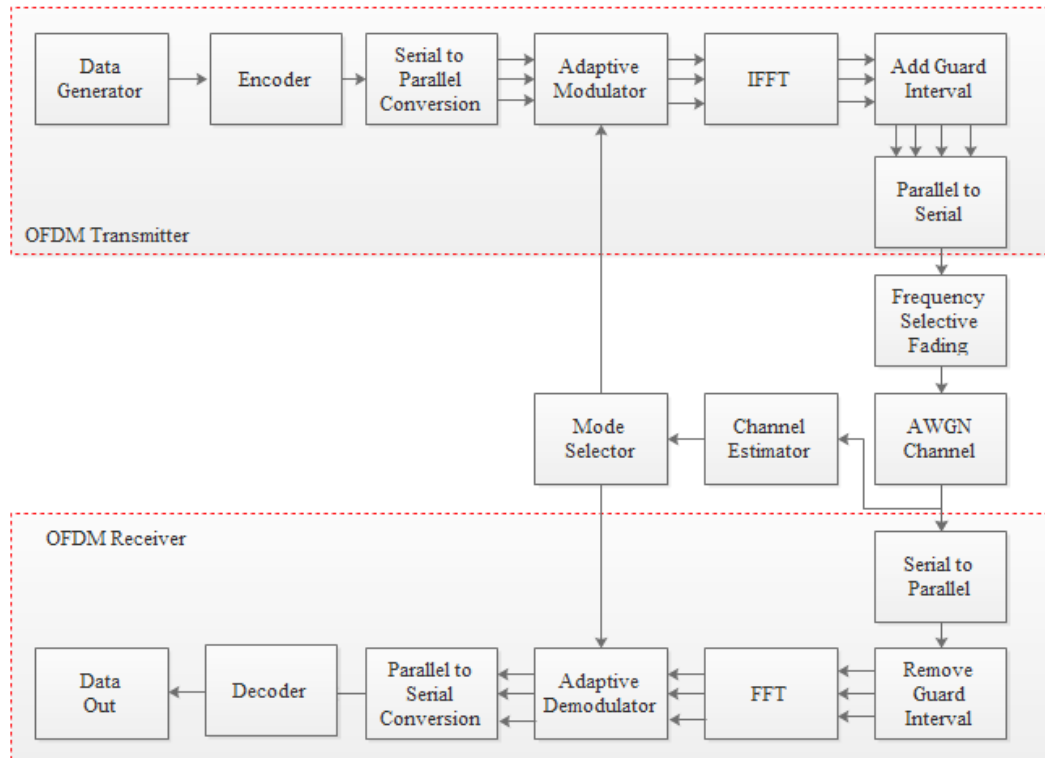 Data
Generator
Encoder
Serial to
Parallel
Conversion
Adaptive
Modulator
IFFT
Add Guard
Interval
Parallel to
Serial
OFDM Transmitter
Frequency
Selective
Fading
Mode
Selector
Channel
Estimator
AWGN
Channel
OFDM Receiver
Serial to
Parallel
Data
Out
Decoder
Parallel to
Serial
Conversion
Adaptive
Demodulator
FFT
Remove
Guard
Interval